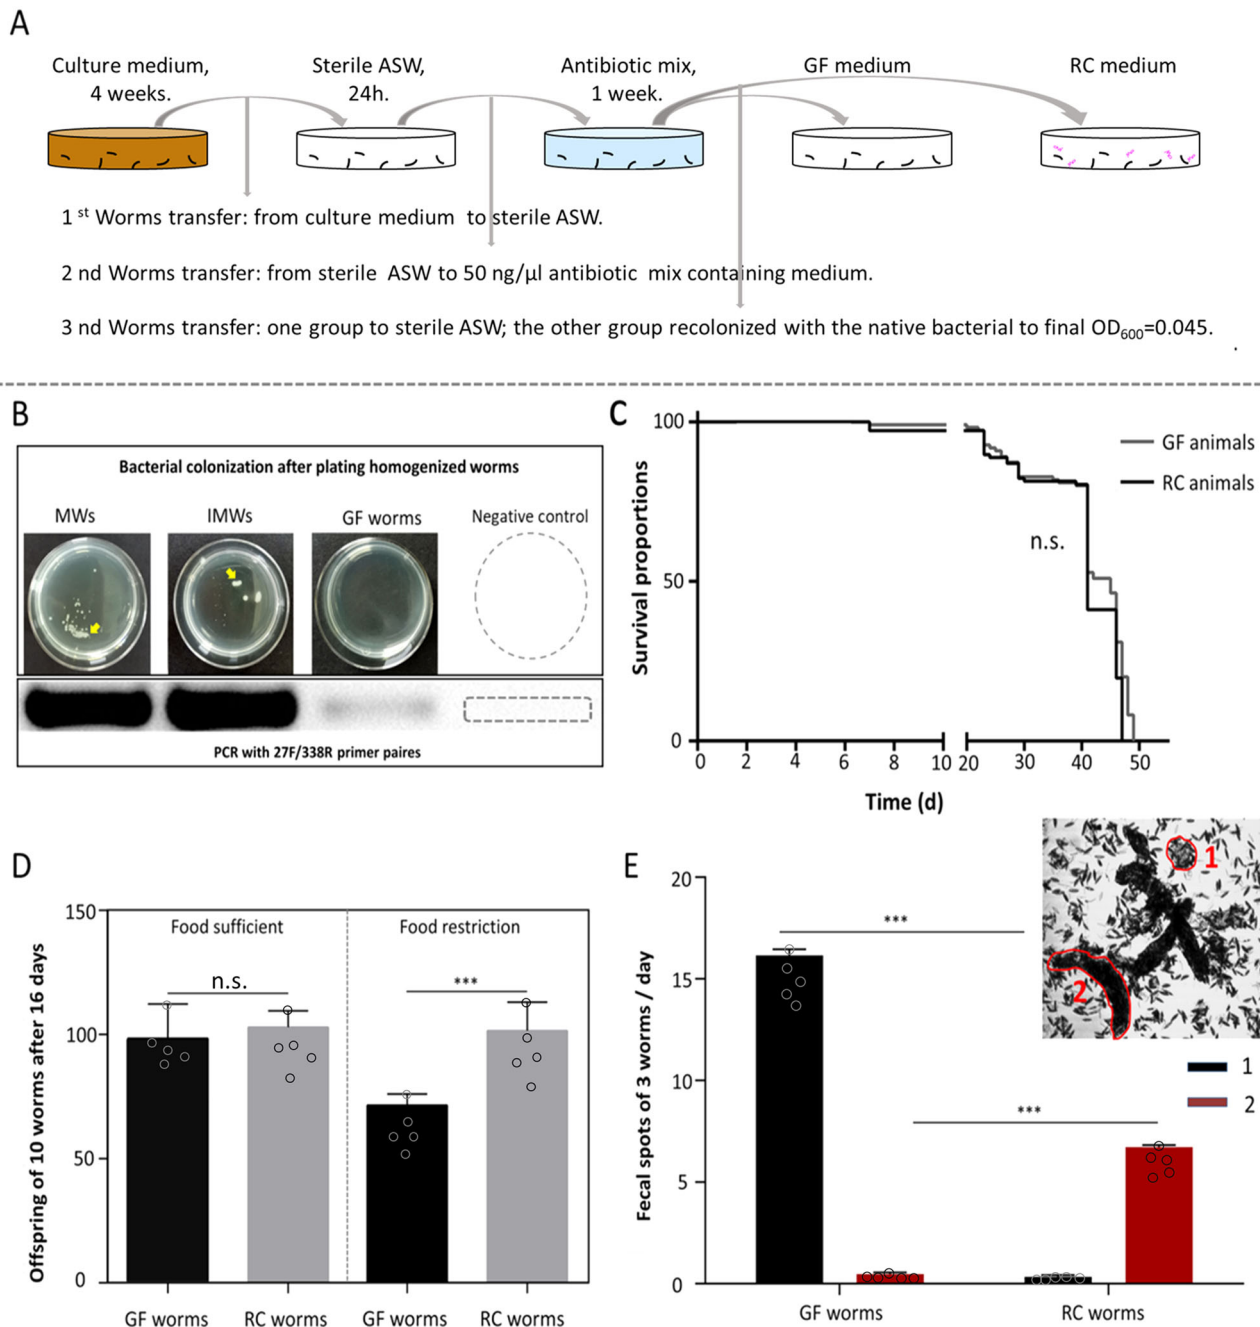 A
Culture medium,
4 weeks.
Sterile ASW,
24h.
Antibiotic mix,
1 week.
GF medium
RC medium
1 st Worms transfer: from culture medium to sterile ASW.
2 nd Worms transfer: from sterile ASW to 50 ng/μl antibiotic mix containing medium.
3 nd Worms transfer: one group to sterile ASW; the other group recolonized with the native bacterial to final OD600=0.045.
.
B
Bacterial colonization after plating homogenized worms
MWs
IMWs
GF worms
Negative control
PCR with 27F/338R primer paires
C
Survival proportions
100
50
0
GF animals
RC animals
n.s.
0 2 4 6 8 10 20 30 40 50
Time (d)
D
Offspring of 10 worms after 16 days
150
100
50
0
Food sufficient
Food restriction
n.s.
***
GF worms
RC worms
GF worms
RC worms
E
Fecal spots of 3 worms / day
20
15
10
5
0
***
***
1
2
1
2
GF worms
RC worms